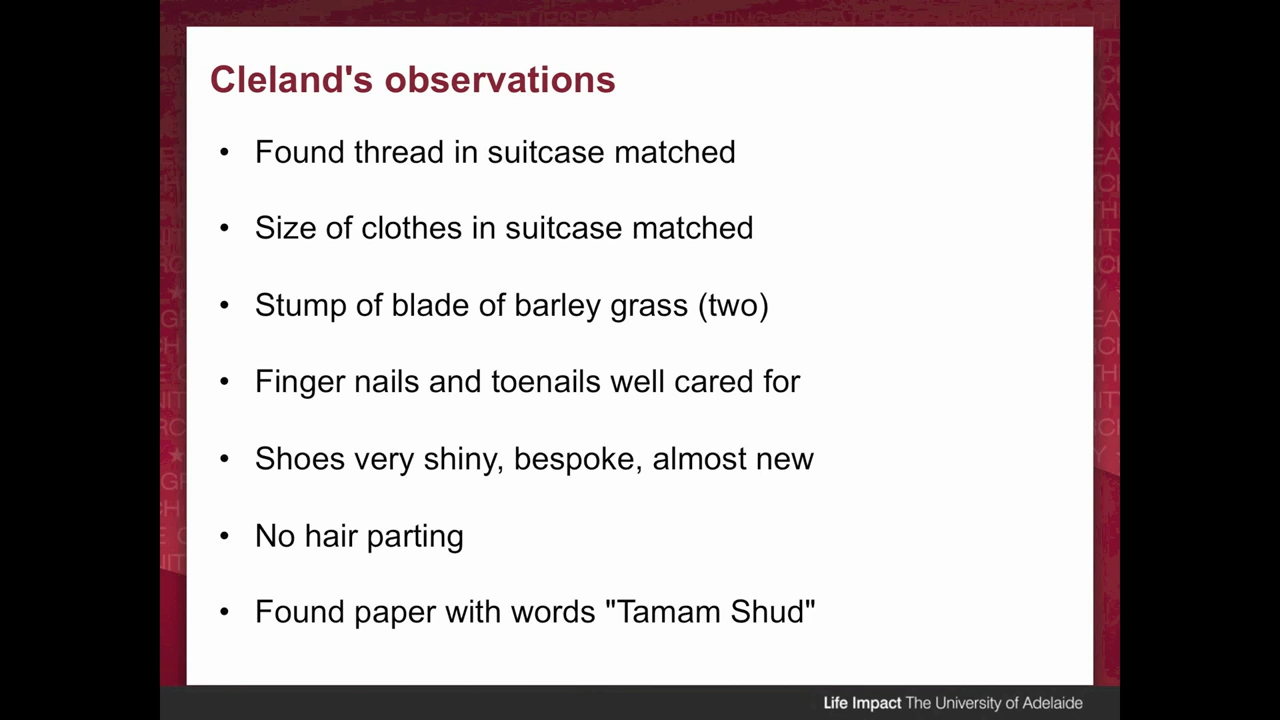 Cleland's observations
• Found thread in suitcase matched
• Size of clothes in suitcase matched
• Stump of blade of barley grass (two)
• Finger nails and toenails well cared for
• Shoes very shiny, bespoke, almost new
• No hair parting
• Found paper with words "Tamam Shud"
Life Impact The University of Adelaide